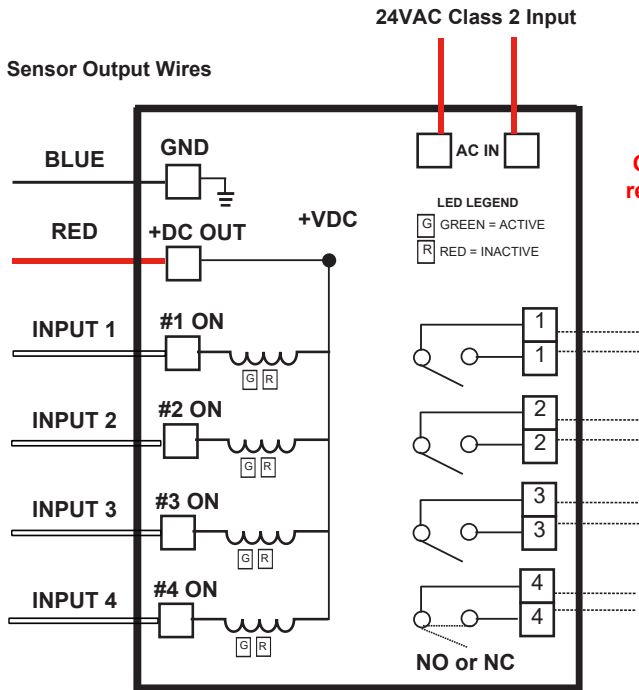 24VAC Class 2 Input
Sensor Output Wires
BLUE
GND
AC IN
LED LEGEND
G GREEN = ACTIVE
R RED = INACTIVE
RED
+DC OUT
+VDC
INPUT 1
#1 ON
G R
1
1
INPUT 2
#2 ON
G R
2
2
INPUT 3
#3 ON
G R
3
3
INPUT 4
#4 ON
G R
4
4
NO or NC